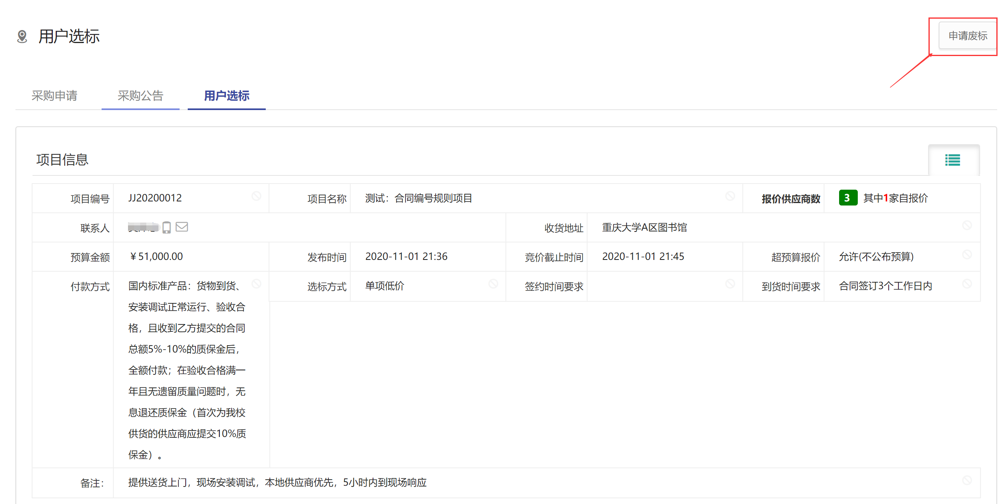 用户选标
申请废标
采购申请 采购公告 用户选标
项目信息
项目编号 JJ20200012 项目名称 测试：合同编号规则项目 报价供应商数 3 其中1家自报价
联系人 收货地址 重庆大学A区图书馆
预算金额 ￥51,000.00 发布时间 2020-11-01 21:36 竞价截止时间 2020-11-01 21:45 超预算报价 允许(不公布预算)
付款方式 国内标准产品：货物到货、 选标方式 单项低价 签约时间要求 到货时间要求 合同签订3个工作日内
安装调试正常运行、验收合
格，且收到乙方提交的合同
总额5%-10%的质保金后，
全额付款；在验收合格满一
年且无遗留质量问题时，无
息退还质保金（首次为我校
供货的供应商应提交10%质
保金）。
备注： 提供送货上门，现场安装调试，本地供应商优先，5小时内到现场响应